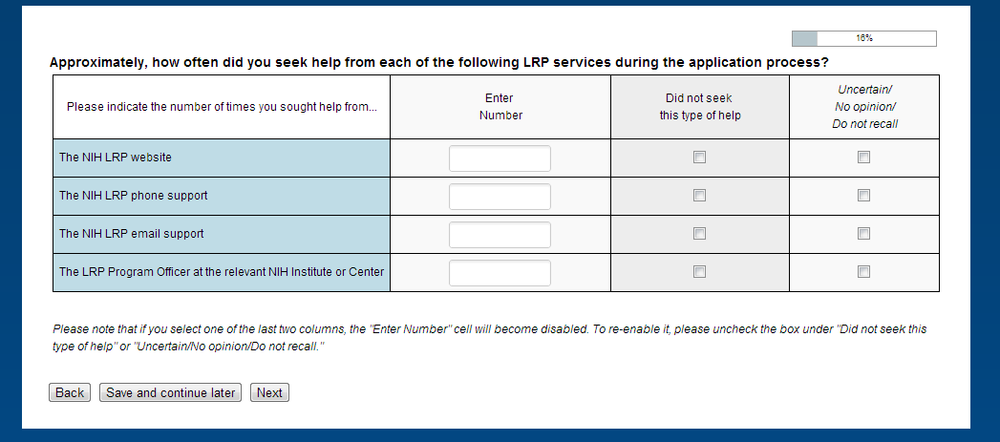 16%
Approximately, how often did you seek help from each of the following LRP services during the application process?
Please indicate the number of times you sought help from...
Enter
Number
Did not seek
this type of help
Uncertain/
No opinion/
Do not recall
The NIH LRP website
The NIH LRP phone support
The NIH LRP email support
The LRP Program Officer at the relevant NIH Institute or Center
Please note that if you select one of the last two columns, the "Enter Number" cell will become disabled. To re-enable it, please uncheck the box under "Did not seek this
type of help" or "Uncertain/No opinion/Do not recall."
Back
Save and continue later
Next